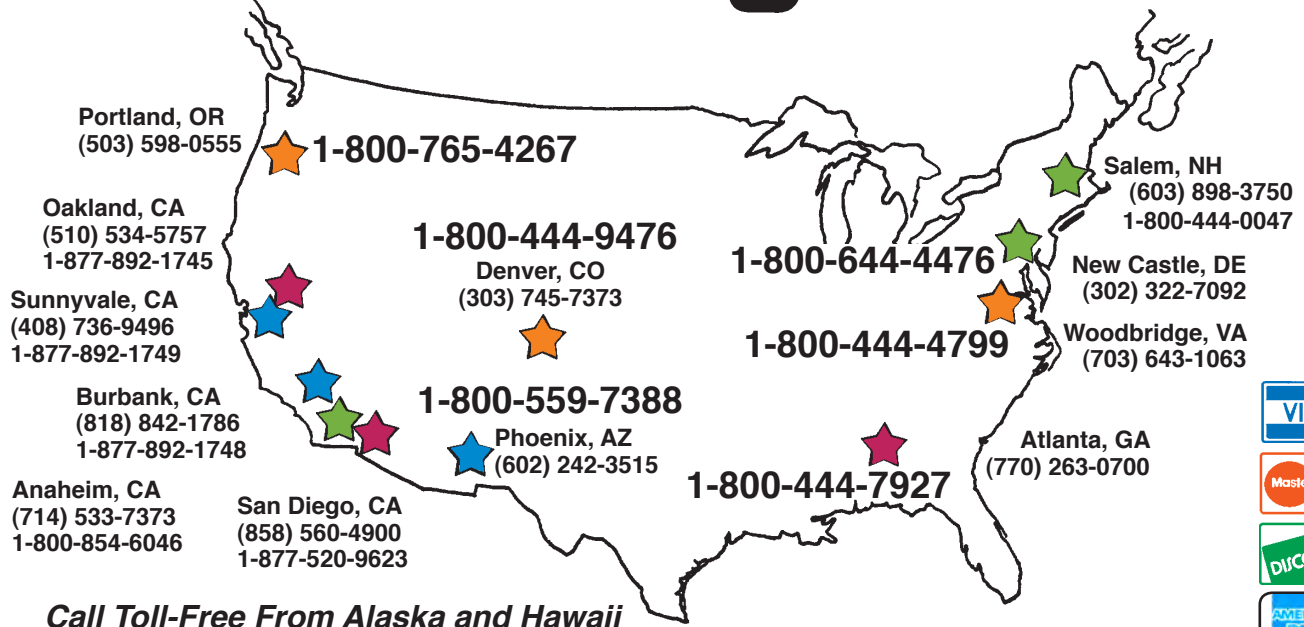 Portland, OR
(503) 598-0555
1-800-765-4267
Oakland, CA
(510) 534-5757
1-877-892-1745
Sunnyvale, CA
(408) 736-9496
1-877-892-1749
Burbank, CA
(818) 842-1786
1-877-892-1748
Anaheim, CA
(714) 533-7373
1-800-854-6046
San Diego, CA
(858) 560-4900
1-877-520-9623
1-800-444-9476
Denver, CO
(303) 745-7373
1-800-559-7388
Phoenix, AZ
(602) 242-3515
Salem, NH
(603) 898-3750
1-800-444-0047
1-800-644-4476
New Castle, DE
(302) 322-7092
1-800-444-4799
Woodbridge, VA
(703) 643-1063
Atlanta, GA
(770) 263-0700
1-800-444-7927
Call Toll-Free From Alaska and Hawaii